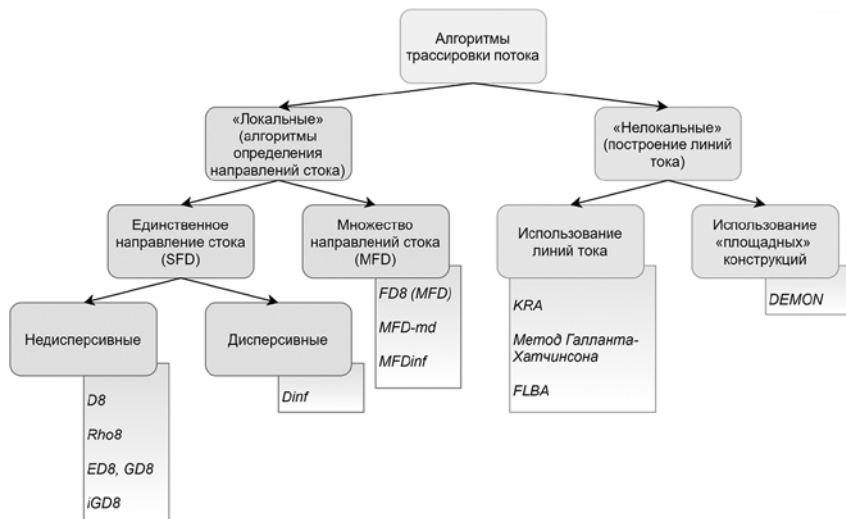 Алгоритмы
трассировки потока
«Локальные»
(алгоритмы
определения
направлений стока)
«Нелокальные»
(построение линий
тока)
Единственное
направление стока
(SFD)
Множество
направлений стока
(MFD)
Использование
линий тока
Использование
«площадных»
конструкций
FD8 (MFD)
MFD-md
MFDinf
KRA
Метод Галланта-
Хатчинсона
FLBA
DEMON
Недисперсивные
Дисперсивные
D8
Rho8
ED8, GD8
iGD8
Dinf